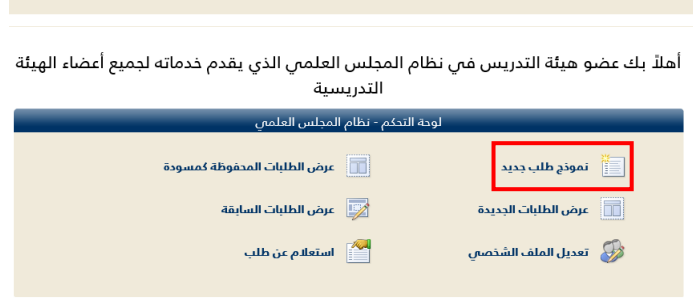 أهلاً بك عضو هيئة التدريس في نظام المجلس العلمي الذي يقدم خدماته لجميع أعضاء الهيئة
التدريسية
لوحة التحكم - نظام المجلس العلمي
نموذج طلب جديد
عرض الطلبات المحفوظة كمسودة
عرض الطلبات الجديدة
عرض الطلبات السابقة
تعديل الملف الشخصي
استعلام عن طلب